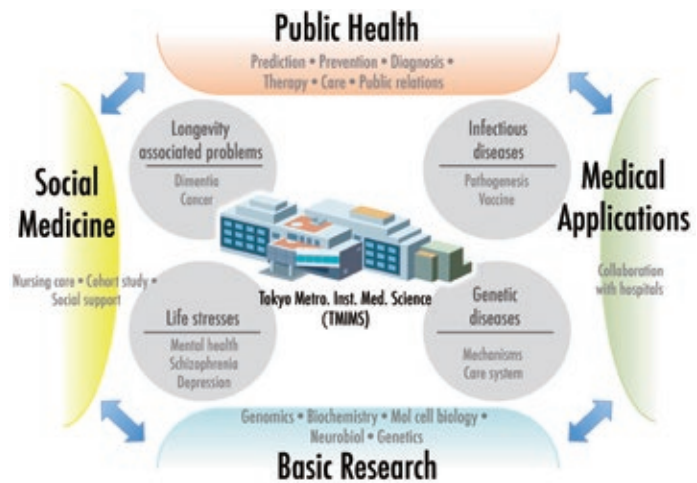 Public Health
Prediction • Prevention • Diagnosis •
Therapy • Care • Public relations
Longevity
associated problems
Dimentia
Cancer
Infectious
diseases
Pathogenesis
Vaccine
Social
Medicine
Nursing care • Cohort study •
Social support
Medical
Applications
Collaboration
with hospitals
Tokyo Metro. Inst. Med. Science
(TMIMS)
Life stresses
Mental health
Schizophrenia
Depression
Genetic
diseases
Mechanisms
Care system
Genomics • Biochemistry • Mol cell biology •
Neurobiol • Genetics
Basic Research